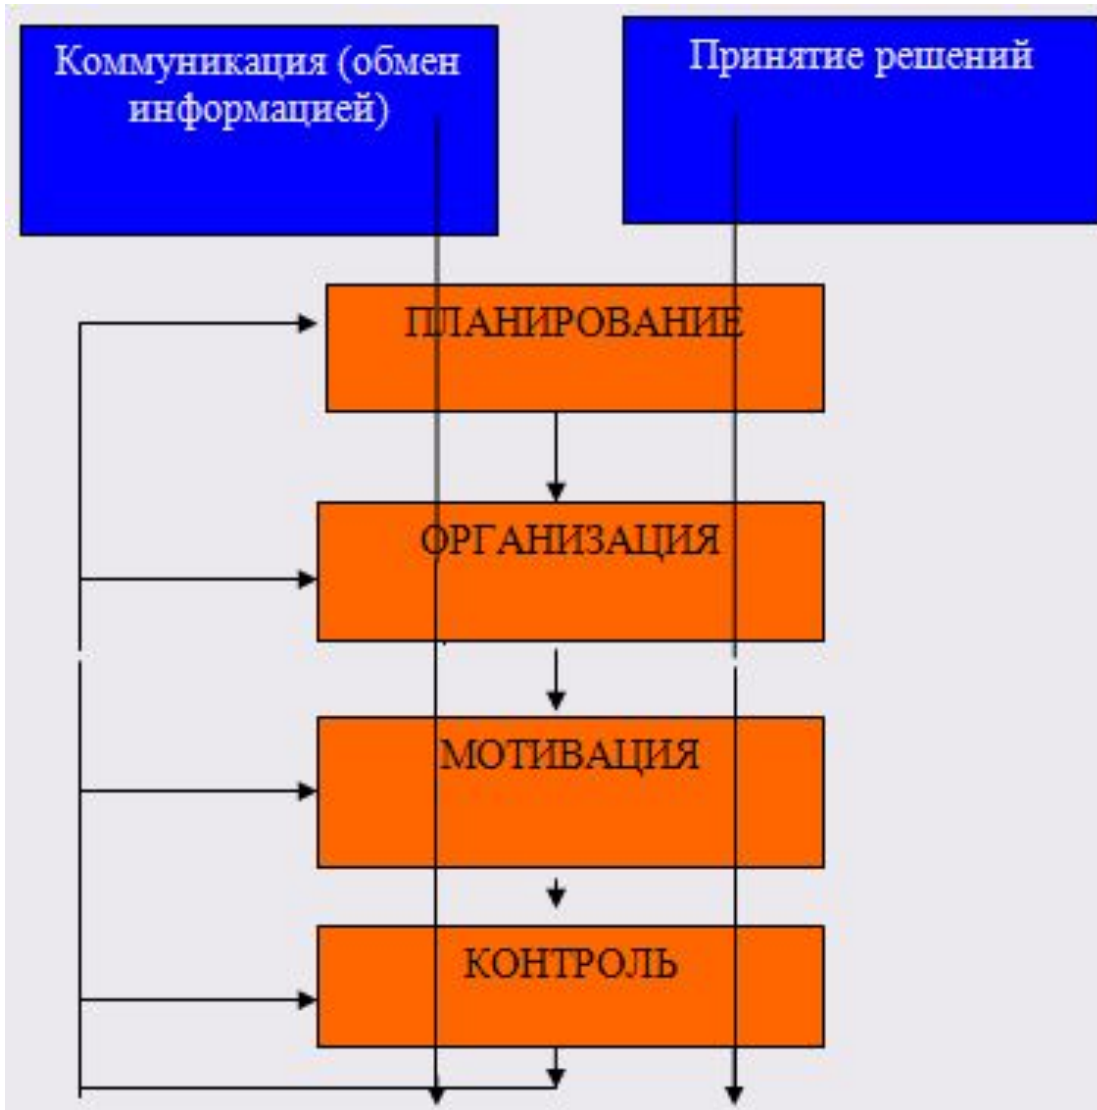 Коммуникация (обмен
информацией)
Принятие решений
ПЛАНИРОВАНИЕ
ОРГАНИЗАЦИЯ
МОТИВАЦИЯ
КОНТРОЛЬ